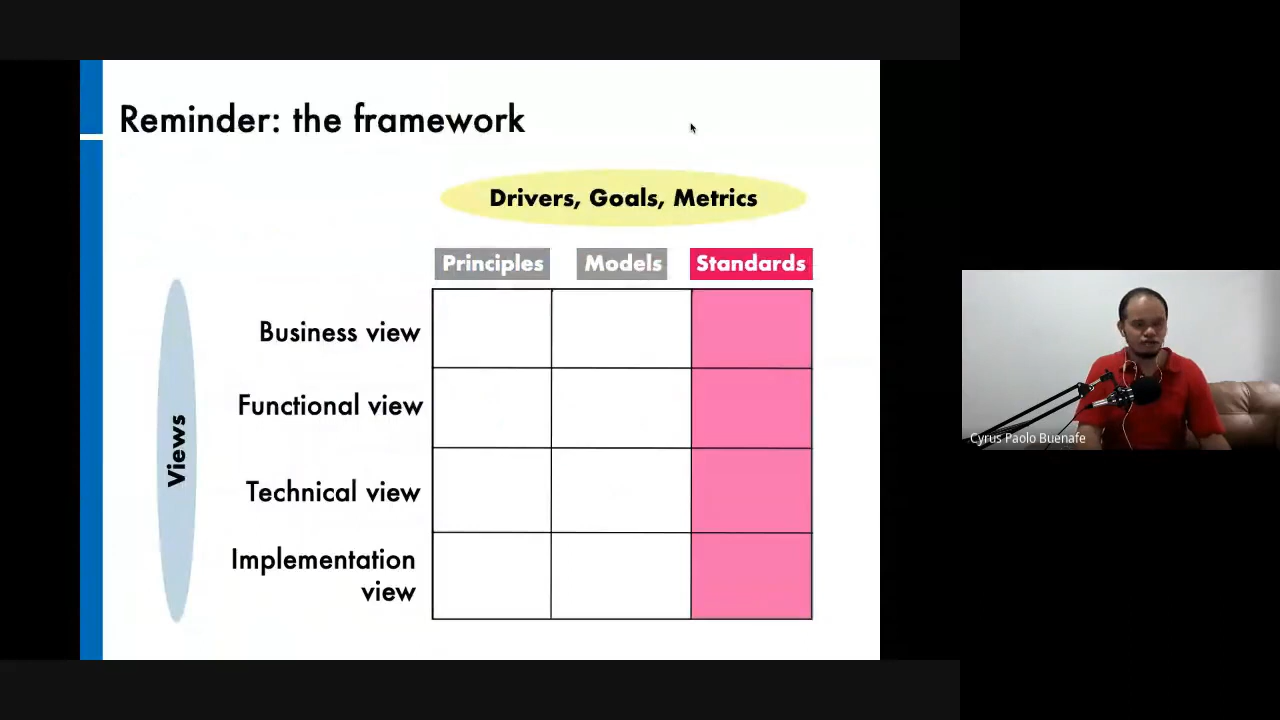 Reminder: the framework
Drivers, Goals, Metrics
Principles Models Standards
Business view
Functional view
Views
Technical view
Implementation
view
Cyrus Paolo Buenafe